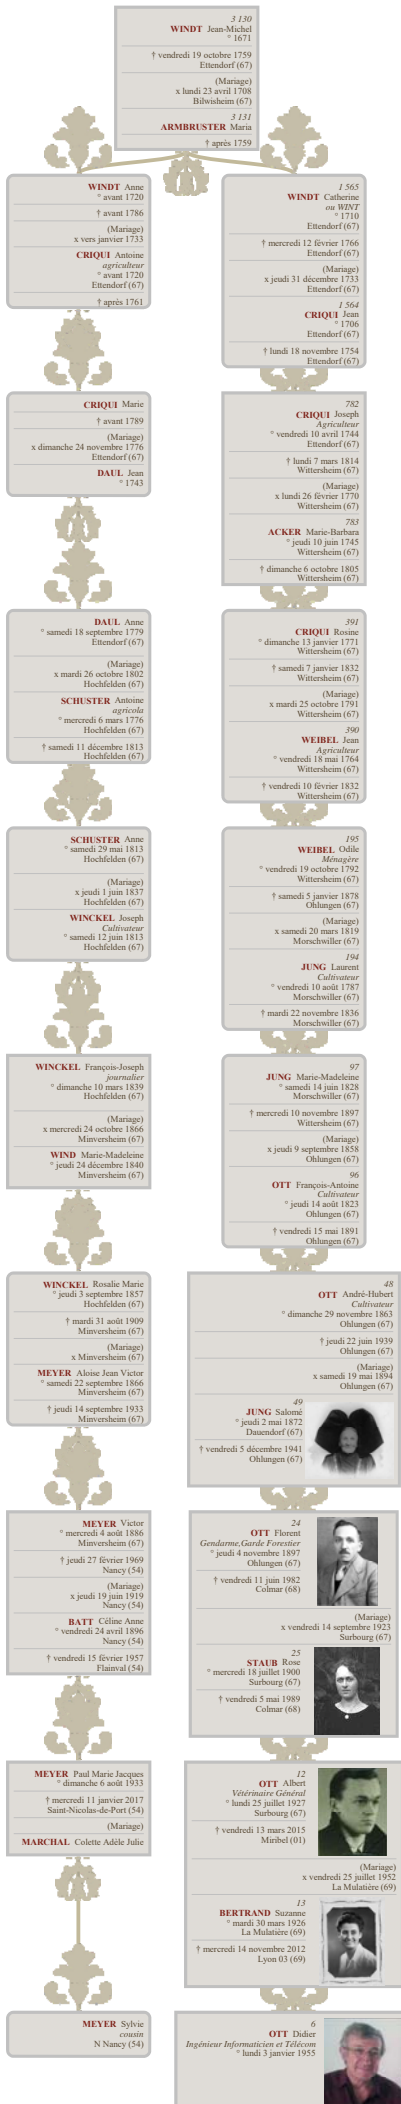 3 130
WINDT Jean-Michel
° 1671
† vendredi 19 octobre 1759
Ettendorf (67)
(Mariage)
x lundi 23 avril 1708
Bilwisheim (67)
3 131
ARMBRUSTER Maria
† après 1759
WINDT Anne
° avant 1720
† avant 1786
(Mariage)
x vers janvier 1733
CRIQUI Antoine
agriculteur
° avant 1720
Ettendorf (67)
† après 1761
1 565
WINDT Catherine
ou WINT
° 1710
Ettendorf (67)
† mercredi 12 février 1766
Ettendorf (67)
(Mariage)
x jeudi 31 décembre 1733
Ettendorf (67)
1 564
CRIQUI Jean
° 1706
Ettendorf (67)
† lundi 18 novembre 1754
Ettendorf (67)
CRIQUI Marie
† avant 1789
(Mariage)
x dimanche 24 novembre 1776
Ettendorf (67)
DAUL Jean
° 1743
782
CRIQUI Joseph
Agriculteur
° vendredi 10 avril 1744
Ettendorf (67)
† lundi 7 mars 1814
Wittersheim (67)
(Mariage)
x lundi 26 février 1770
Wittersheim (67)
783
ACKER Marie-Barbara
° jeudi 10 juin 1745
Wittersheim (67)
† dimanche 6 octobre 1805
Wittersheim (67)
DAUL Anne
° samedi 18 septembre 1779
Ettendorf (67)
(Mariage)
x mardi 26 octobre 1802
Hochfelden (67)
SCHUSTER Antoine
agricola
° mercredi 6 mars 1776
Hochfelden (67)
† samedi 11 décembre 1813
Hochfelden (67)
391
CRIQUI Rosine
° dimanche 13 janvier 1771
Wittersheim (67)
† samedi 7 janvier 1832
Wittersheim (67)
(Mariage)
x mardi 25 octobre 1791
Wittersheim (67)
390
WEIBEL Jean
Agriculteur
° vendredi 18 mai 1764
Wittersheim (67)
† vendredi 10 février 1832
Wittersheim (67)
SCHUSTER Anne
° samedi 29 mai 1813
Hochfelden (67)
(Mariage)
x jeudi 1 juin 1837
Hochfelden (67)
WINCKEL Joseph
Cultivateur
° samedi 12 juin 1813
Hochfelden (67)
195
WEIBEL Odile
Ménagère
° vendredi 19 octobre 1792
Wittersheim (67)
† samedi 5 janvier 1878
Ohlungen (67)
(Mariage)
x samedi 20 mars 1819
Morschwiller (67)
194
JUNG Laurent
Cultivateur
° vendredi 10 août 1787
Morschwiller (67)
† mardi 22 novembre 1836
Morschwiller (67)
WINCKEL François-Joseph
journalier
° dimanche 10 mars 1839
Hochfelden (67)
(Mariage)
x mercredi 24 octobre 1866
Minversheim (67)
WIND Marie-Madeleine
° jeudi 24 décembre 1840
Minversheim (67)
97
JUNG Marie-Madeleine
° samedi 14 juin 1828
Morschwiller (67)
† mercredi 10 novembre 1897
Wittersheim (67)
(Mariage)
x jeudi 9 septembre 1858
Ohlungen (67)
96
OTT François-Antoine
Cultivateur
° jeudi 14 août 1823
Ohlungen (67)
† vendredi 15 mai 1891
Ohlungen (67)
WINCKEL Rosalie Marie
° jeudi 3 septembre 1857
Hochfelden (67)
† mardi 31 août 1909
Minversheim (67)
(Mariage)
x Minversheim (67)
MEYER Aloise Jean Victor
° samedi 22 septembre 1866
Minversheim (67)
† jeudi 14 septembre 1933
Minversheim (67)
48
OTT André-Hubert
Cultivateur
° dimanche 29 novembre 1863
Ohlungen (67)
† jeudi 22 juin 1939
Ohlungen (67)
(Mariage)
x samedi 19 mai 1894
Ohlungen (67)
49
JUNG Salomé
° jeudi 2 mai 1872
Dauendorf (67)
† vendredi 5 décembre 1941
Ohlungen (67)
MEYER Victor
° mercredi 4 août 1886
Minversheim (67)
† jeudi 27 février 1969
Nancy (54)
(Mariage)
x jeudi 19 juin 1919
Nancy (54)
BATT Céline Anne
° vendredi 24 avril 1896
Nancy (54)
† vendredi 15 février 1957
Flainval (54)
24
OTT Florent
Gendarme,Garde Forestier
° jeudi 4 novembre 1897
Ohlungen (67)
† vendredi 11 juin 1982
Colmar (68)
(Mariage)
x vendredi 14 septembre 1923
Surbourg (67)
25
STAUB Rose
° mercredi 18 juillet 1900
Surbourg (67)
† vendredi 5 mai 1989
Colmar (68)
MEYER Paul Marie Jacques
° dimanche 6 août 1933
† mercredi 11 janvier 2017
Saint-Nicolas-de-Port (54)
(Mariage)
MARCHAL Colette Adèle Julie
12
OTT Albert
Vétérinaire Général
° lundi 25 juillet 1927
Surbourg (67)
† vendredi 13 mars 2015
Miribel (01)
(Mariage)
x vendredi 25 juillet 1952
La Mulatière (69)
13
BERTRAND Suzanne
° mardi 30 mars 1926
La Mulatière (69)
† mercredi 14 novembre 2012
Lyon 03 (69)
MEYER Sylvie
cousin
N Nancy (54)
6
OTT Didier
Ingénieur Informaticien et Télécom
° lundi 3 janvier 1955